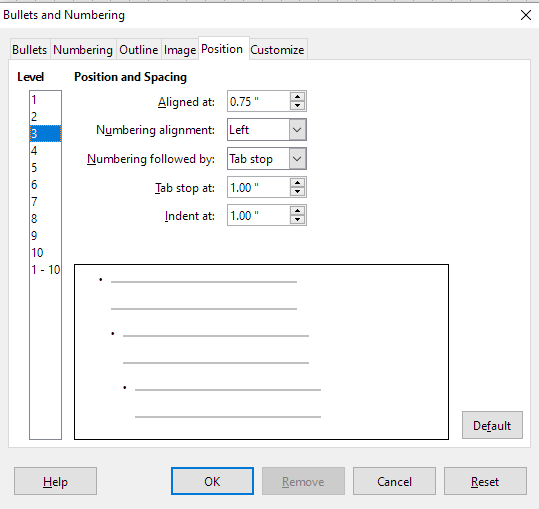 Bullets and Numbering
Bullets Numbering Outline Image Position Customize
Level
Position and Spacing
1
2
3
4
5
6
7
8
9
10
1 - 10
Aligned at: 0.75 "
Numbering alignment: Left
Numbering followed by: Tab stop
Tab stop at: 1.00 "
Indent at: 1.00 "
Default
Help OK Remove Cancel Reset